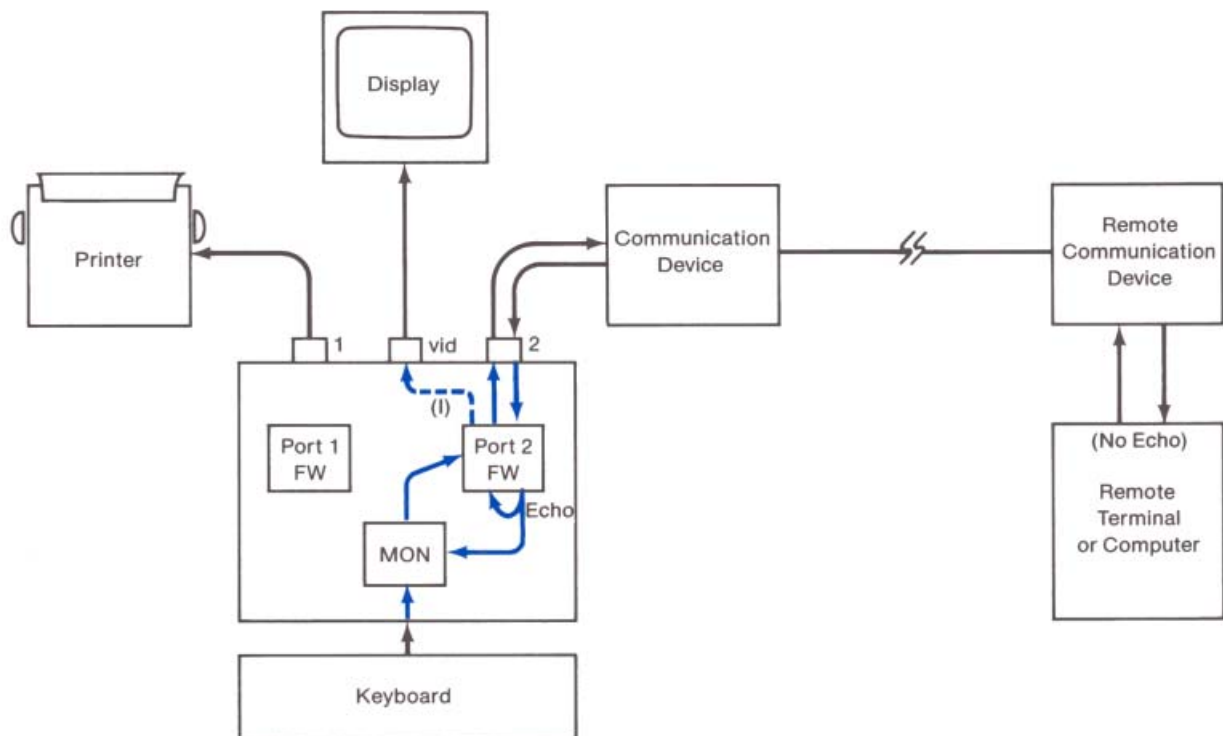 Display
Printer
Communication
Device
Remote
Communication
Device
1
vid
2
(I)
Port 1
FW
Port 2
FW
Echo
MON
(No Echo)
Remote
Terminal
or Computer
Keyboard